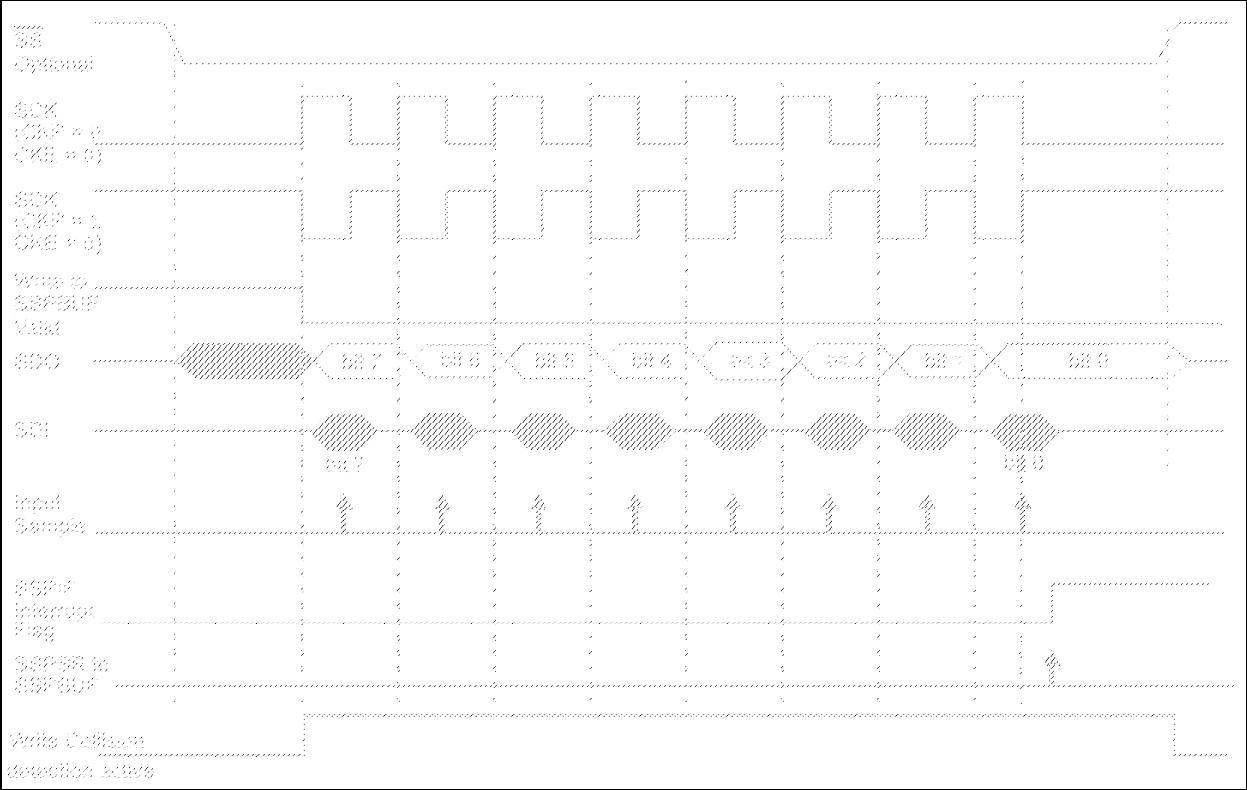 SS
Optional
SCK
(CKP = 0
CKE = 0)
SCK
(CKP = 1
CKE = 0)
Write to
SSPBUF
Valid
SDO
bit 7
bit 6
bit 5
bit 4
bit 3
bit 2
bit 1
bit 0
SDI
bit 7
bit 0
Input
Sample
SSPIF
Interrupt
Flag
SSPSR to
SSPBUF
Write Collision
detection active